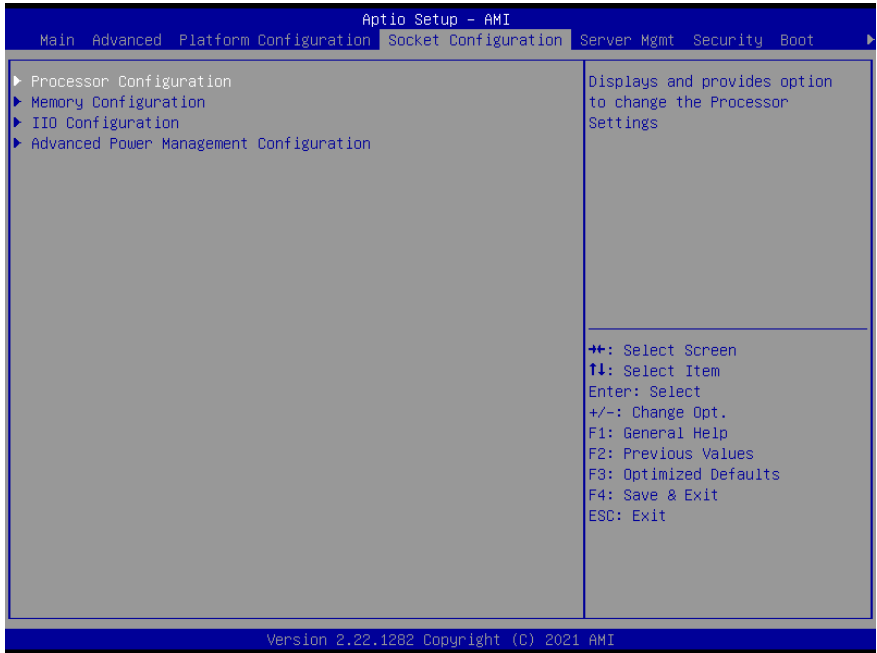 Aptio Setup - AMI
Main Advanced Platform Configuration Socket Configuration Server Mgmt Security Boot
Processor Configuration
Memory Configuration
IIO Configuration
Advanced Power Management Configuration
Displays and provides option
to change the Processor
Settings
→←: Select Screen
↑↓: Select Item
Enter: Select
+/-: Change Opt.
F1: General Help
F2: Previous Values
F3: Optimized Defaults
F4: Save & Exit
ESC: Exit
Version 2.22.1282 Copyright (C) 2021 AMI